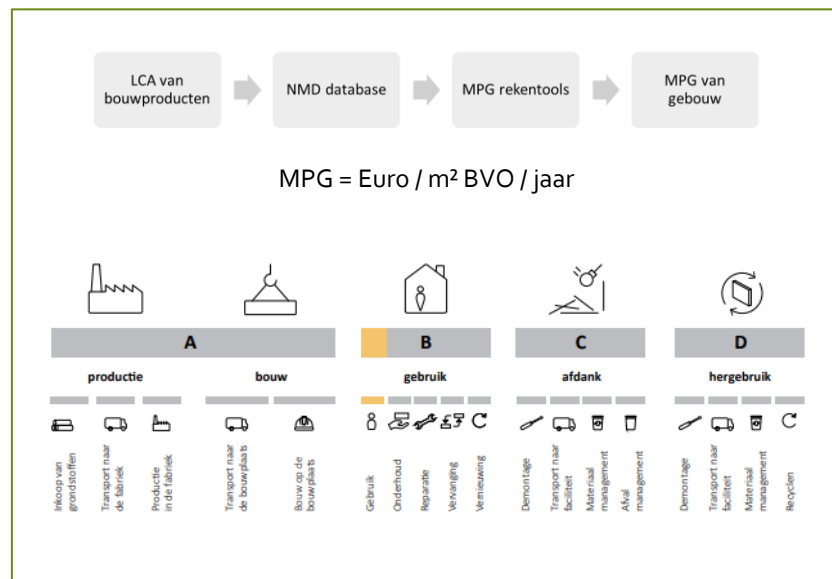 LCA van
bouwproducten
NMD database
MPG rekentools
MPG van
gebouw
MPG = Euro / m² BVO / jaar
A
B
C
D
productie
bouw
gebruik
afdank
hergebruik
Inkoop van
grondstoffen
Transport naar
de fabriek
Productie
in de fabriek
Transport naar
de bouwplaats
Bouw op de
bouwplaats
Gebruik
Onderhoud
Reparatie
Vervanging
Vernieuwing
Demontage
Transport naar
faciliteit
Materiaal
management
Afval
management
Demontage
Transport naar
faciliteit
Materiaal
management
Recyclen